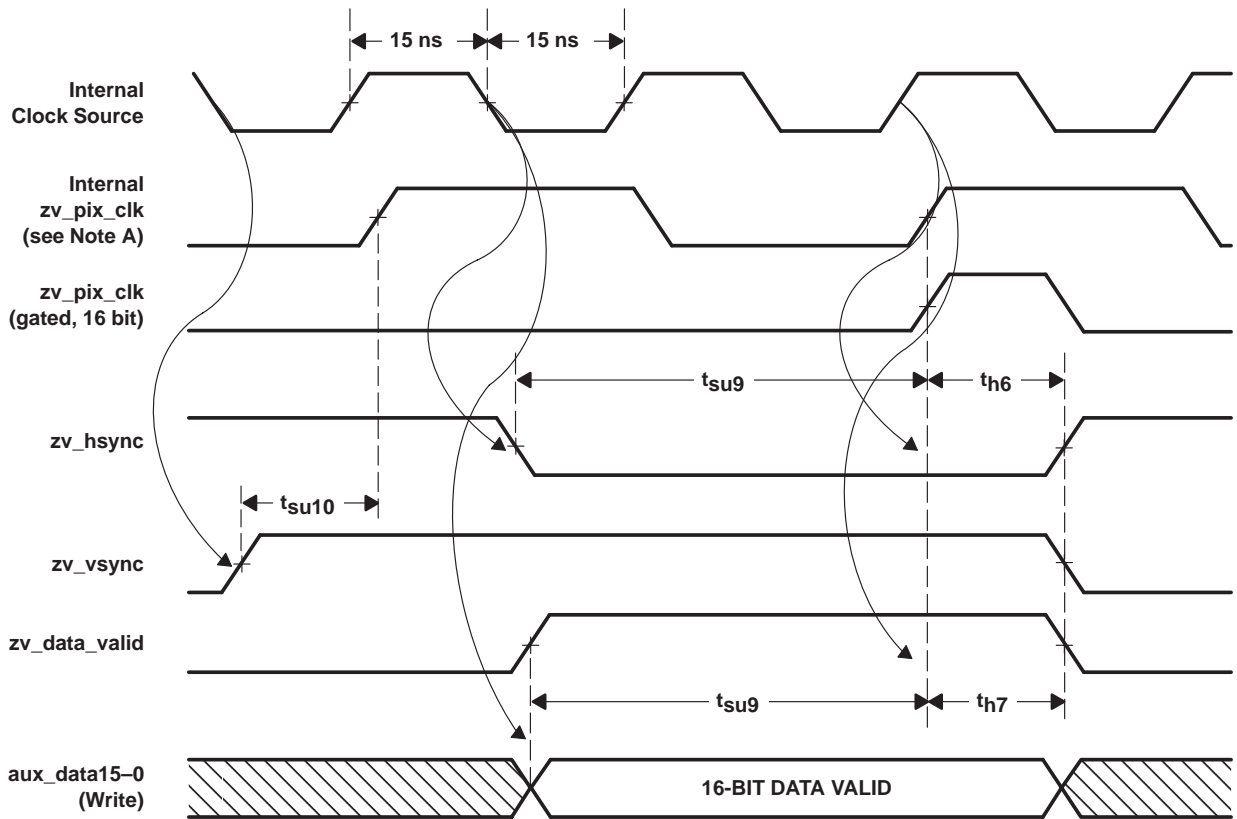 15 ns
15 ns
Internal
Clock Source
Internal
zv_pix_clk
(see Note A)
zv_pix_clk
(gated, 16 bit)
tsu9
th6
zv_hsync
tsu10
zv_vsync
zv_data_valid
tsu9
th7
aux_data15–0
(Write)
16-BIT DATA VALID